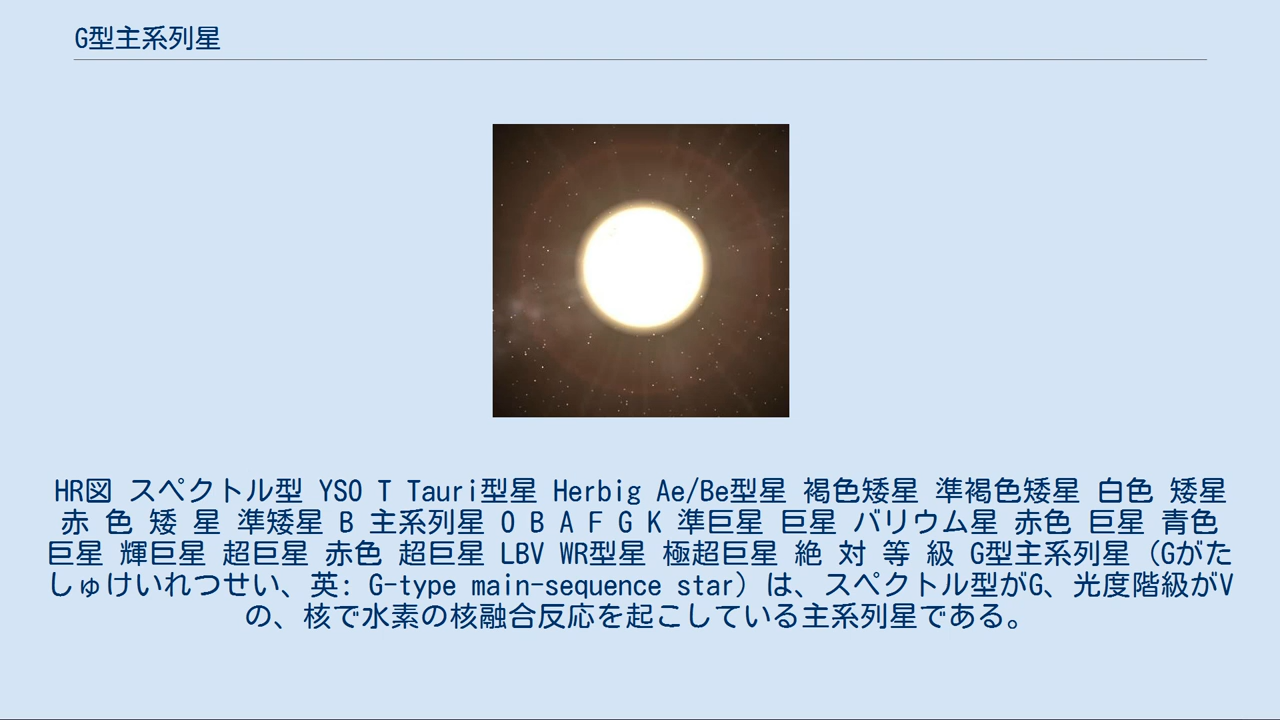 G型主系列星
HR図 スペクトル型 YSO T Tauri型星 Herbig Ae/Be型星 褐色矮星 準褐色矮星 白色 矮星
赤 色 矮 星 準矮星 B 主系列星 O B A F G K 準巨星 巨星 バリウム星 赤色 巨星 青色
巨星 輝巨星 超巨星 赤色 超巨星 LBV WR型星 極超巨星 絶 対 等 級 G型主系列星（Gがた
しゅけいれつせい、英: G-type main-sequence star）は、スペクトル型がG、光度階級がV
の、核で水素の核融合反応を起こしている主系列星である。